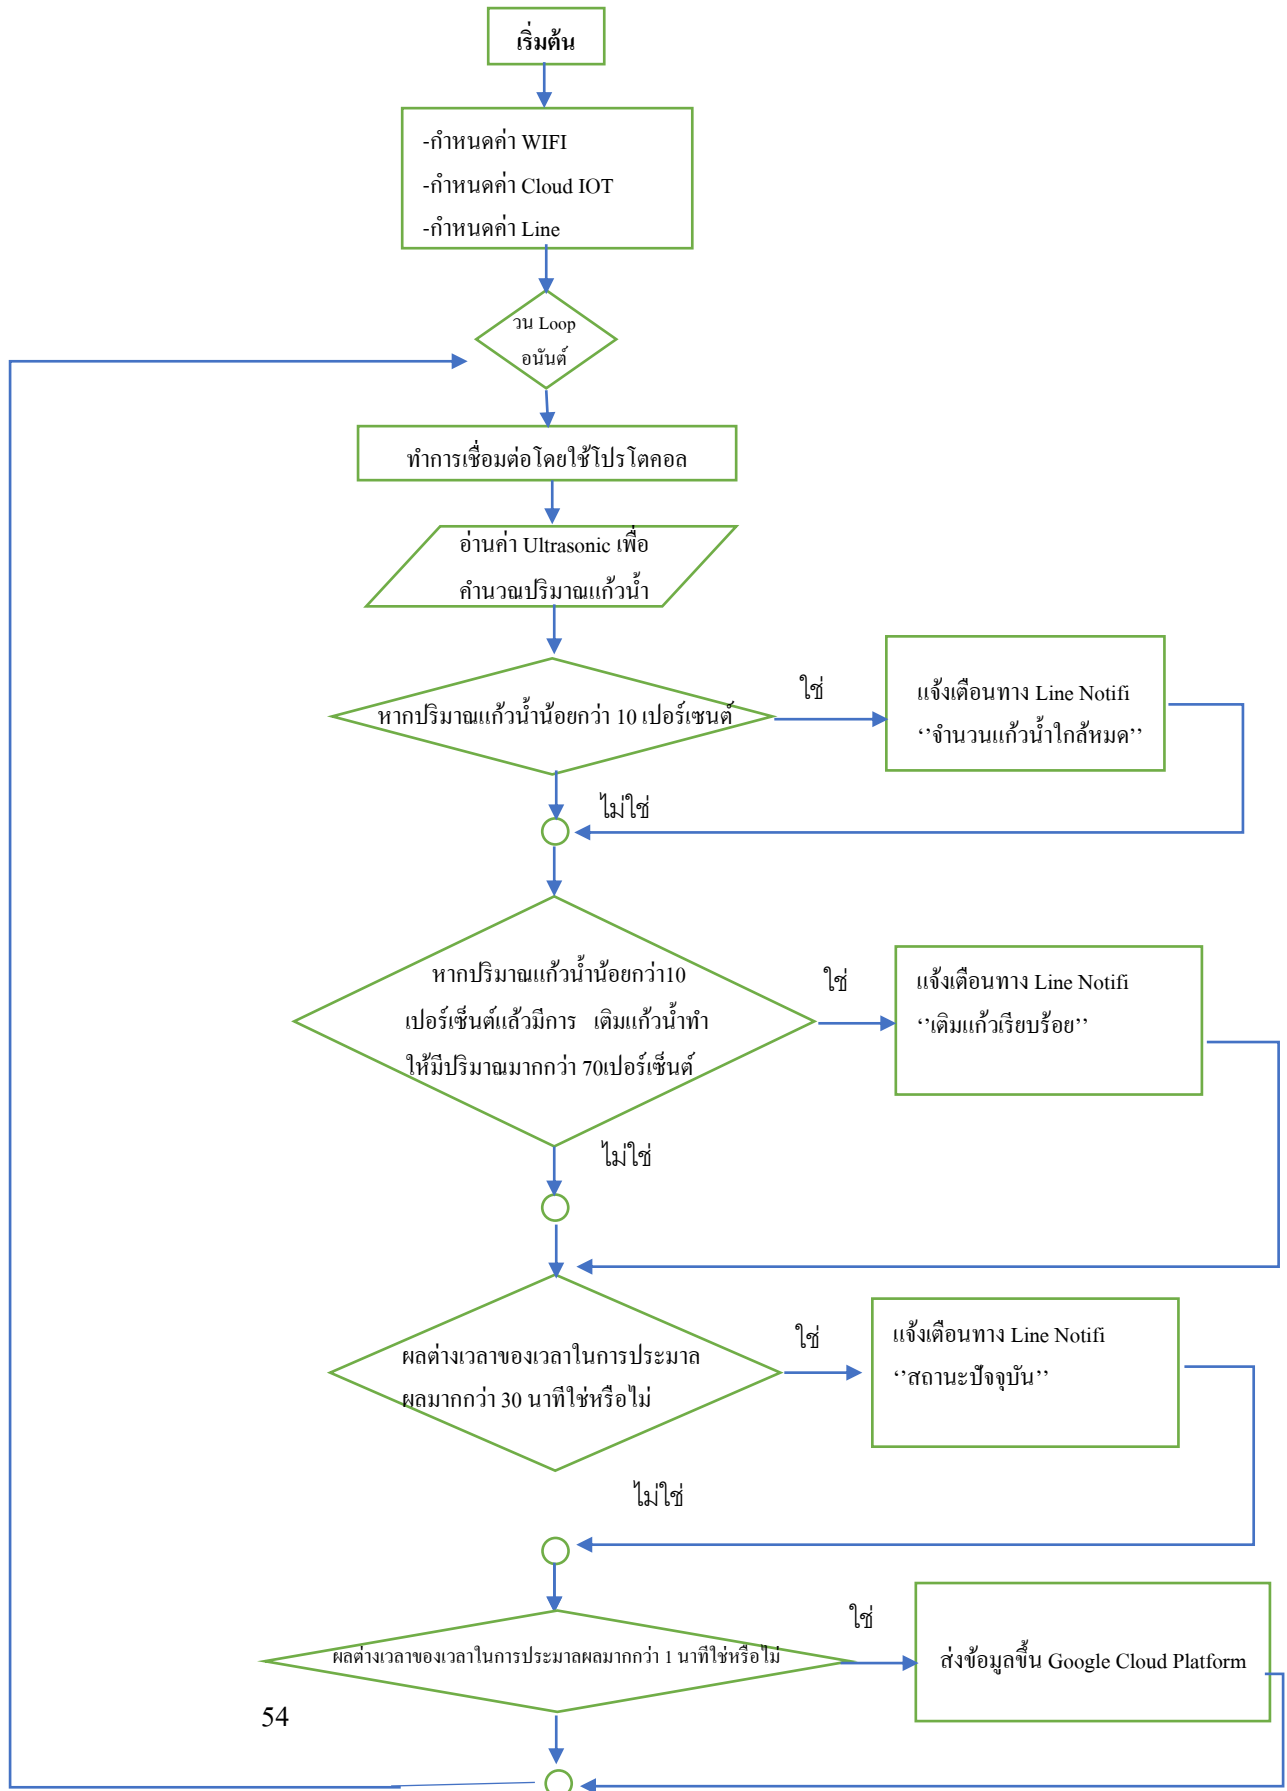 เริ่มต้น
-กำหนดค่า WIFI
-กำหนดค่า Cloud IOT
-กำหนดค่า Line
วน Loop
อนันต์
ทำการเชื่อมต่อโดยใช้โปรโตคอล
อ่านค่า Ultrasonic เพื่อ
คำนวณปริมาณแก้วน้ำ
หากปริมาณแก้วน้ำน้อยกว่า 10 เปอร์เซนต์
ใช่
แจ้งเตือนทาง Line Notifi
‘’จำนวนแก้วน้ำใกล้หมด’’
ไม่ใช่
หากปริมาณแก้วน้ำน้อยกว่า10
เปอร์เซ็นต์แล้วมีการ เติมแก้วน้ำทำ
ให้มีปริมาณมากกว่า 70เปอร์เซ็นต์
ใช่
แจ้งเตือนทาง Line Notifi
‘’เติมแก้วเรียบร้อย’’
ไม่ใช่
ผลต่างเวลาของเวลาในการประมาล
ผลมากกว่า 30 นาทีใช่หรือไม่
ใช่
แจ้งเตือนทาง Line Notifi
‘’สถานะปัจจุบัน’’
ไม่ใช่
ผลต่างเวลาของเวลาในการประมาลผลมากกว่า 1 นาทีใช่หรือไม่
ใช่
ส่งข้อมูลขึ้น Google Cloud Platform
54